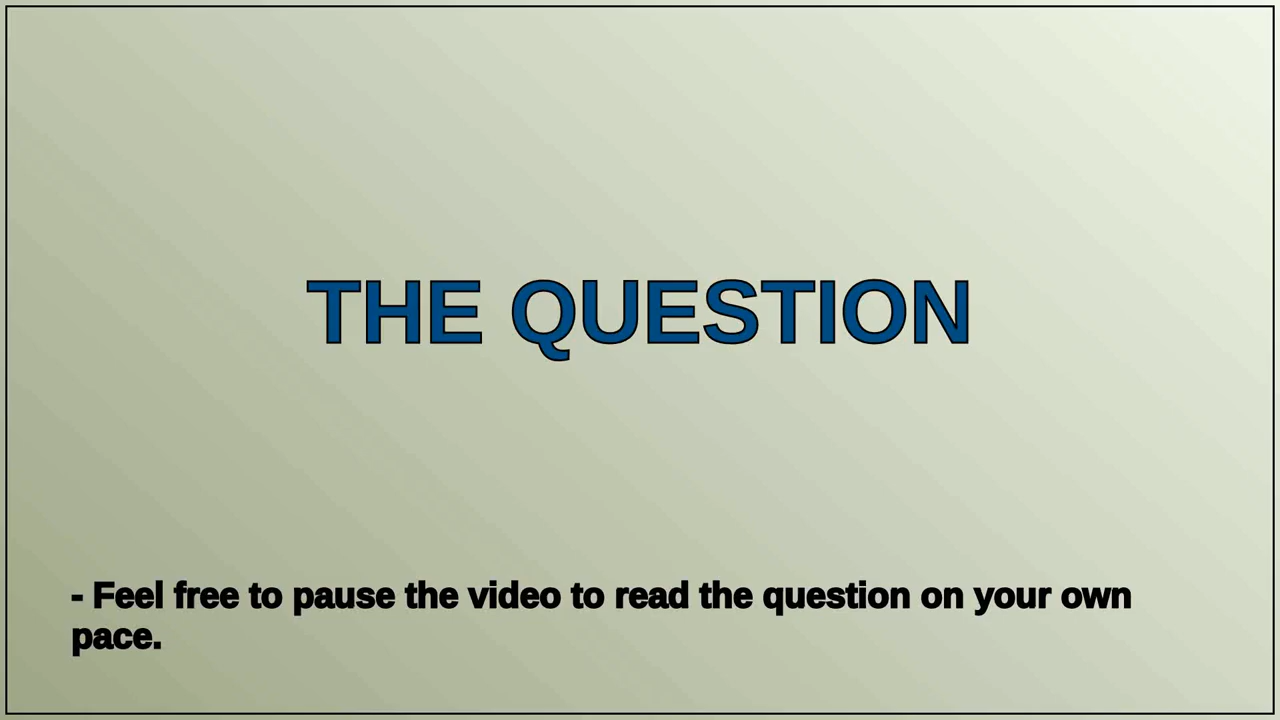 THE QUESTION
- Feel free to pause the video to read the question on your own
pace.